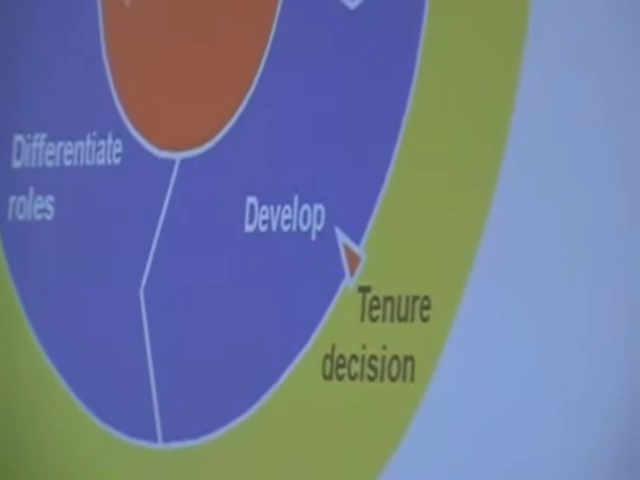 Differentiate
roles
Develop
Tenure
decision